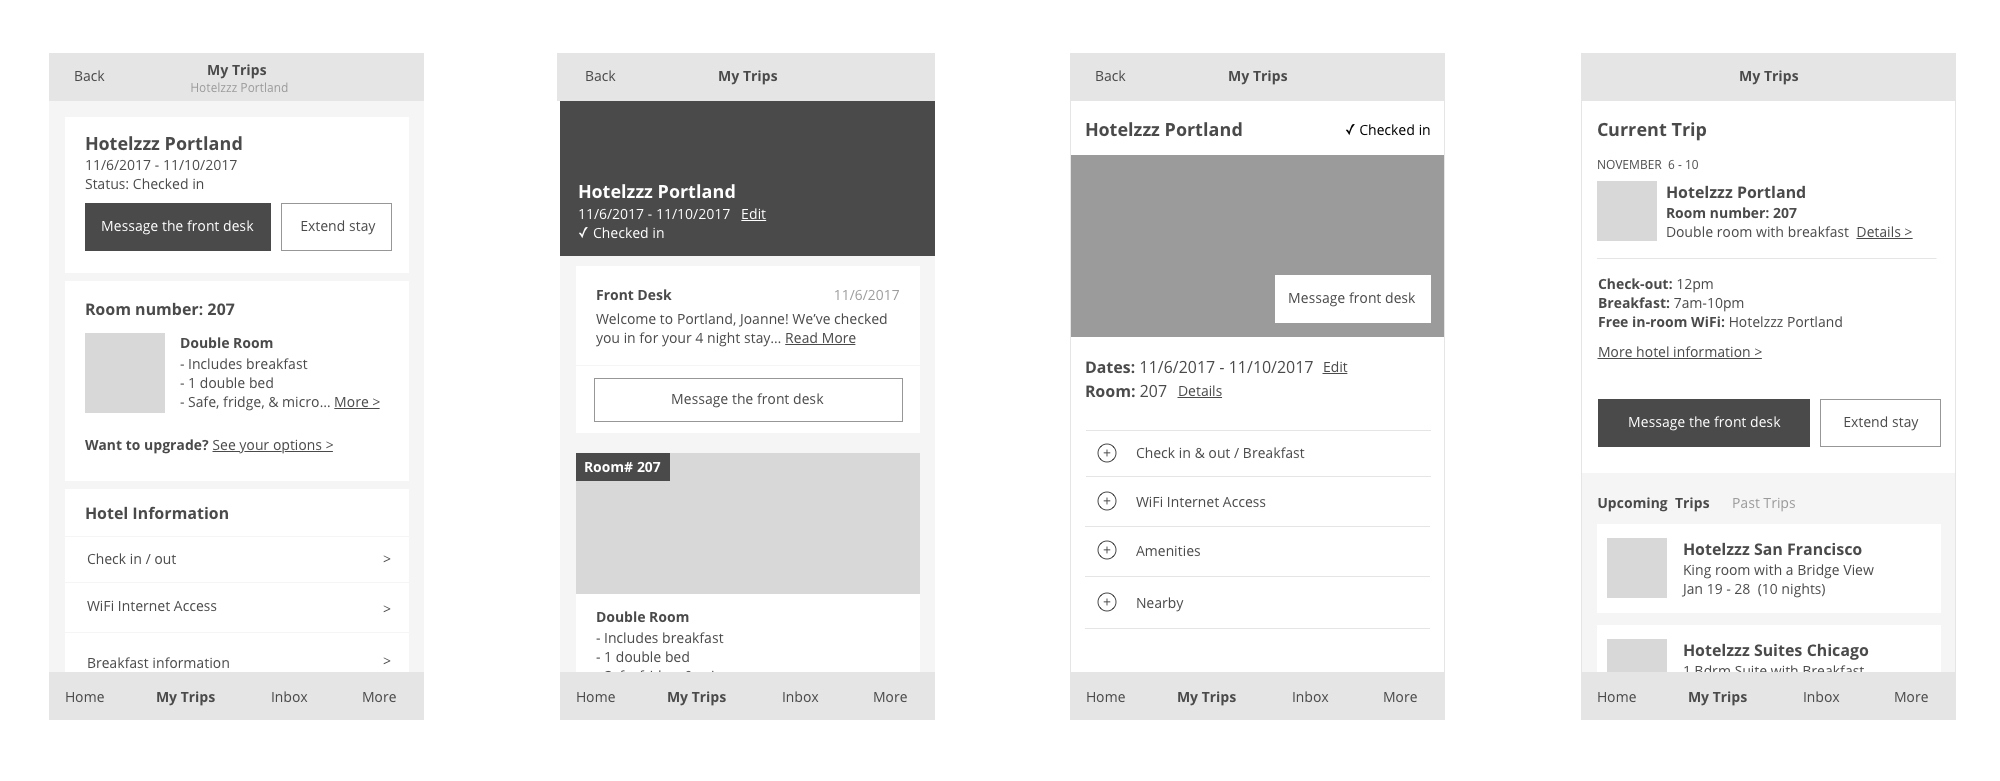 Back
My Trips
Hotelzzz Portland
Hotelzzz Portland
11/6/2017 - 11/10/2017
Status: Checked in
Message the front desk
Extend stay
Room number: 207
Double Room
- Includes breakfast
- 1 double bed
- Safe, fridge, & micro... More >
Want to upgrade? See your options >
Hotel Information
Check in / out >
WiFi Internet Access >
Breakfast information >
Home My Trips Inbox More
Back
My Trips
Hotelzzz Portland
11/6/2017 - 11/10/2017 Edit
✓ Checked in
Front Desk 11/6/2017
Welcome to Portland, Joanne! We’ve checked
you in for your 4 night stay... Read More
Message the front desk
Room# 207
Double Room
- Includes breakfast
- 1 double bed
Home My Trips Inbox More
Back
My Trips
Hotelzzz Portland ✓ Checked in
Message front desk
Dates: 11/6/2017 - 11/10/2017 Edit
Room: 207 Details
Check in & out / Breakfast
WiFi Internet Access
Amenities
Nearby
Home My Trips Inbox More
My Trips
Current Trip
NOVEMBER 6 - 10
Hotelzzz Portland
Room number: 207
Double room with breakfast Details >
Check-out: 12pm
Breakfast: 7am-10pm
Free in-room WiFi: Hotelzzz Portland
More hotel information >
Message the front desk
Extend stay
Upcoming Trips Past Trips
Hotelzzz San Francisco
King room with a Bridge View
Jan 19 - 28 (10 nights)
Hotelzzz Suites Chicago
1 Bdrm Suite with Breakfast
Home My Trips Inbox More